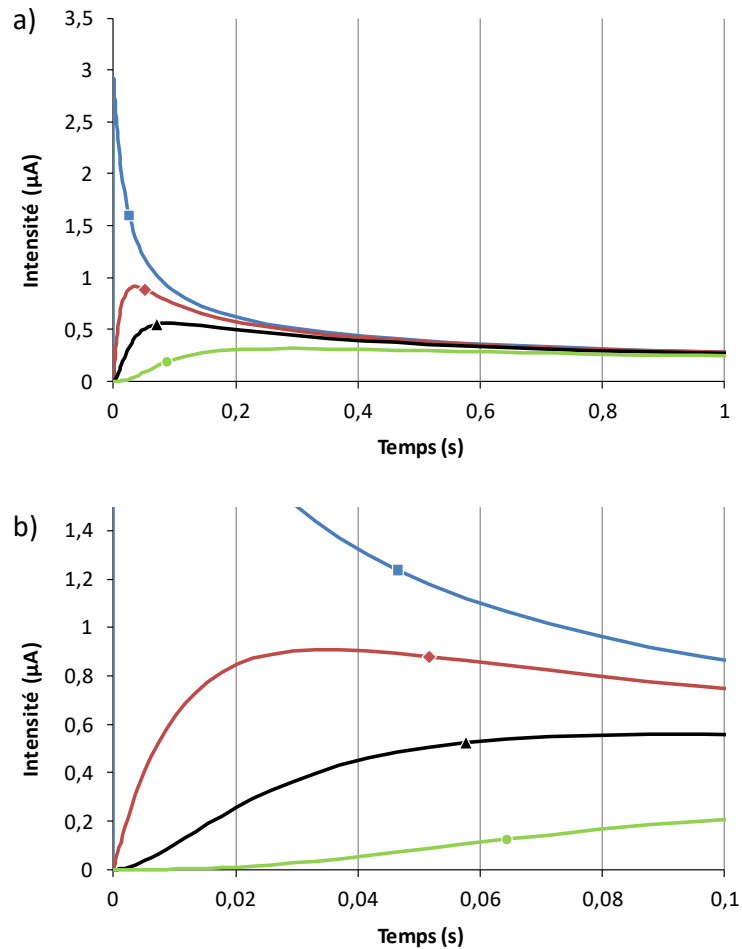 a)
3,5
3
2,5
2
1,5
1
0,5
0
Intensité (µA)
0 0,2 0,4 0,6 0,8 1
Temps (s)
b)
1,4
1,2
1
0,8
0,6
0,4
0,2
0
Intensité (µA)
0 0,02 0,04 0,06 0,08 0,1
Temps (s)